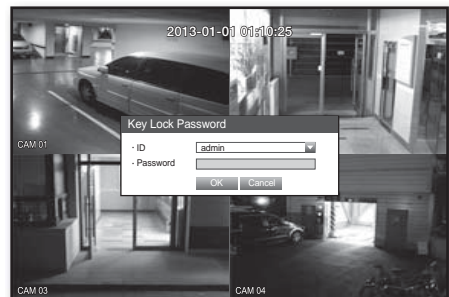 2013-01-01 01:10:25
Key Lock Password
- ID
admin
- Password
OK Cancel
CAM 01
CAM 03
CAM 04